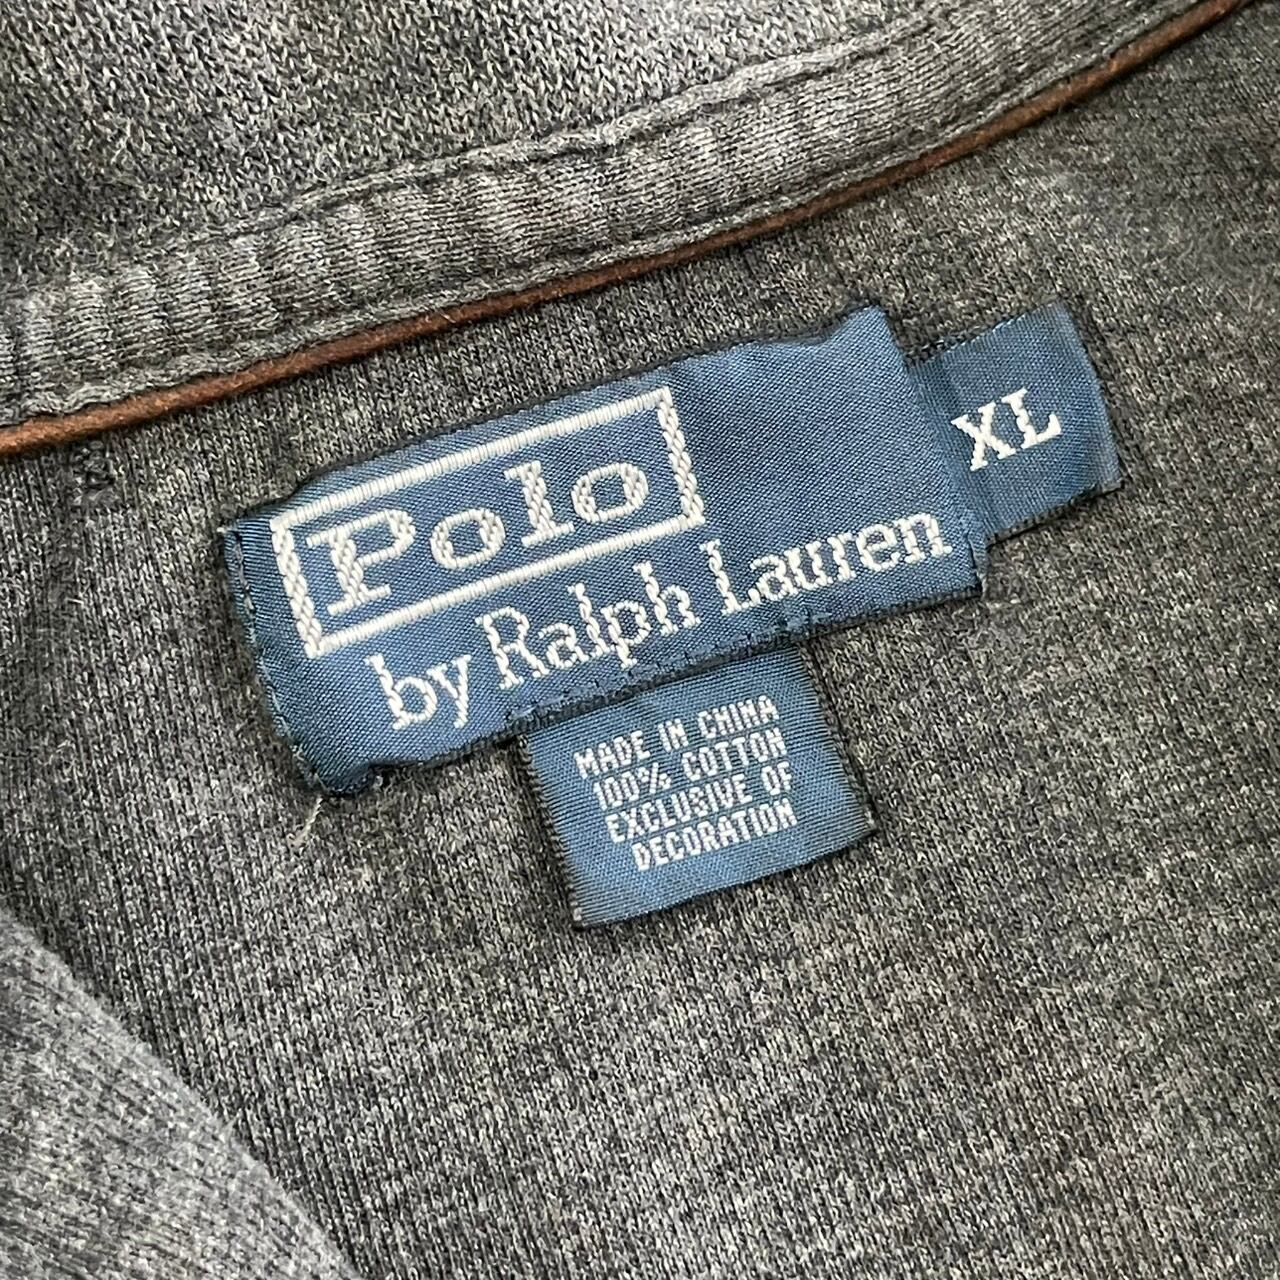 Polo
by Ralph Lauren
XL
MADE IN CHINA
100% COTTON
EXCLUSIVE OF
DECORATION